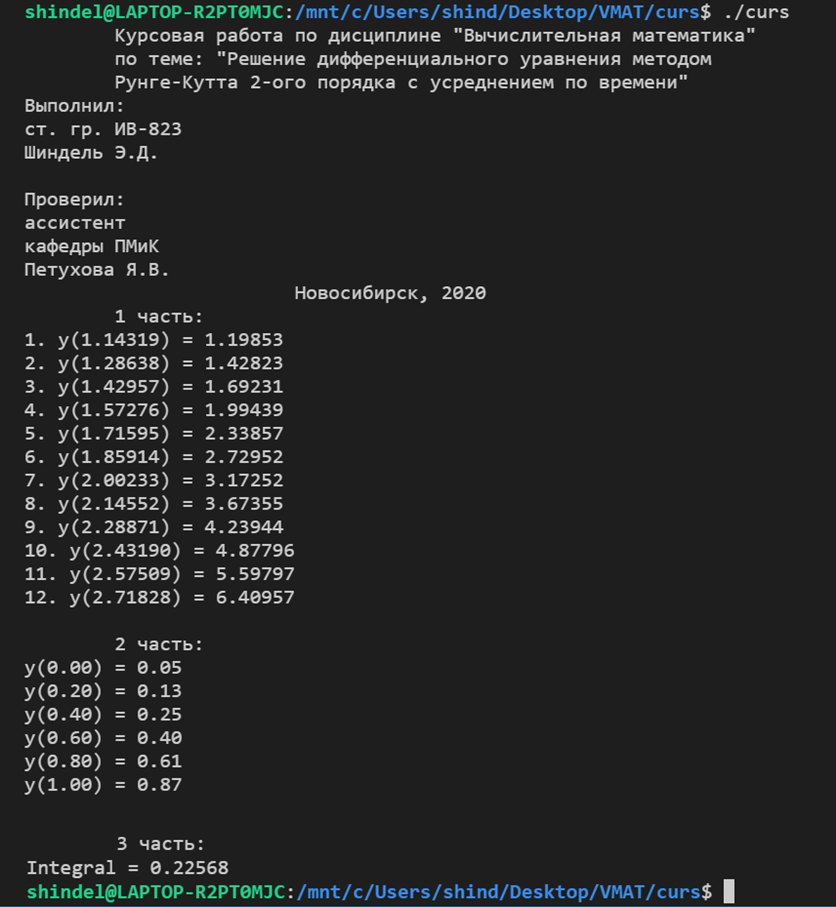 shindel@LAPTOP-R2PT0MJC:/mnt/c/Users/shind/Desktop/VMAT/curs$ ./curs
Курсовая работа по дисциплине "Вычислительная математика"
по теме: "Решение дифференциального уравнения методом
Рунге-Кутта 2-ого порядка с усреднением по времени"
Выполнил:
ст. гр. ИВ-823
Шиндель Э.Д.
Проверил:
ассистент
кафедры ПМиК
Петухова Я.В.
Новосибирск, 2020
1 часть:
1. y(1.14319) = 1.19853
2. y(1.28638) = 1.42823
3. y(1.42957) = 1.69231
4. y(1.57276) = 1.99439
5. y(1.71595) = 2.33857
6. y(1.85914) = 2.72952
7. y(2.00233) = 3.17252
8. y(2.14552) = 3.67355
9. y(2.28871) = 4.23944
10. y(2.43190) = 4.87796
11. y(2.57509) = 5.59797
12. y(2.71828) = 6.40957
2 часть:
y(0.00) = 0.05
y(0.20) = 0.13
y(0.40) = 0.25
y(0.60) = 0.40
y(0.80) = 0.61
y(1.00) = 0.87
3 часть:
Integral = 0.22568
shindel@LAPTOP-R2PT0MJC:/mnt/c/Users/shind/Desktop/VMAT/curs$